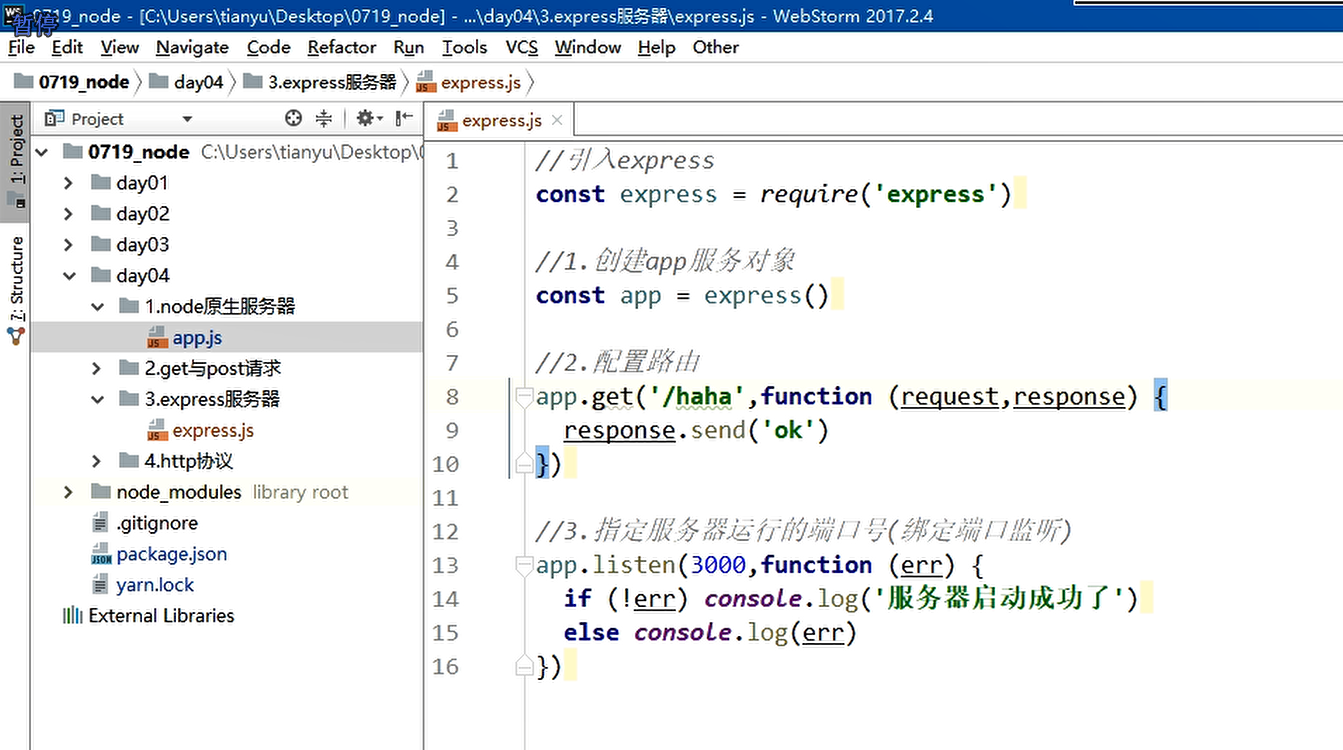 0719_node - [C:\Users\tianyu\Desktop\0719_node] - ...\day04\3.express服务器\express.js - WebStorm 2017.2.4
暂停
File Edit View Navigate Code Refactor Run Tools VCS Window Help Other
0719_node day04 3.express服务器 express.js
Project
express.js
1: Project
7: Structure
0719_node C:\Users\tianyu\Desktop\
day01
day02
day03
day04
1.node原生服务器
app.js
2.get与post请求
3.express服务器
express.js
4.http协议
node_modules library root
.gitignore
package.json
yarn.lock
External Libraries
1 //引入express
2 const express = require('express')
3
4 //1.创建app服务对象
5 const app = express()
6
7 //2.配置路由
8 app.get('/haha',function (request,response) {
9 response.send('ok')
10 })
11
12 //3.指定服务器运行的端口号(绑定端口监听)
13 app.listen(3000,function (err) {
14 if (!err) console.log('服务器启动成功了')
15 else console.log(err)
16 })